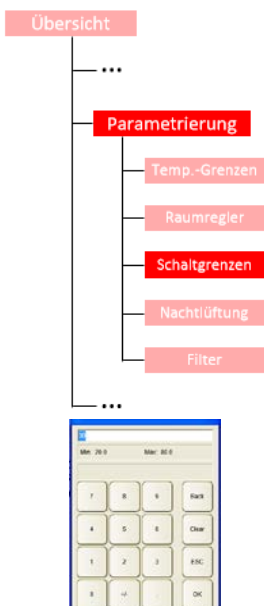 Übersicht
...
Parametrierung
Temp.-Grenzen
Raumregler
Schaltgrenzen
Nachtlüftung
Filter
...
Min: 20.0 Max: 80.0
7 8 9 Back
4 5 6 Clear
1 2 3 ESC
0 +/- . OK